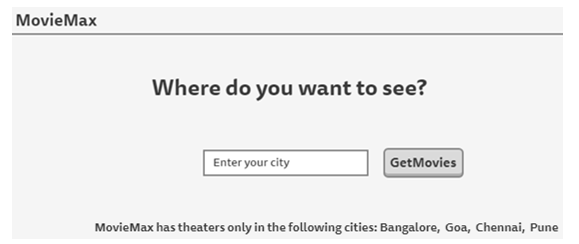 MovieMax
Where do you want to see?
Enter your city
GetMovies
MovieMax has theaters only in the following cities: Bangalore, Goa, Chennai, Pune